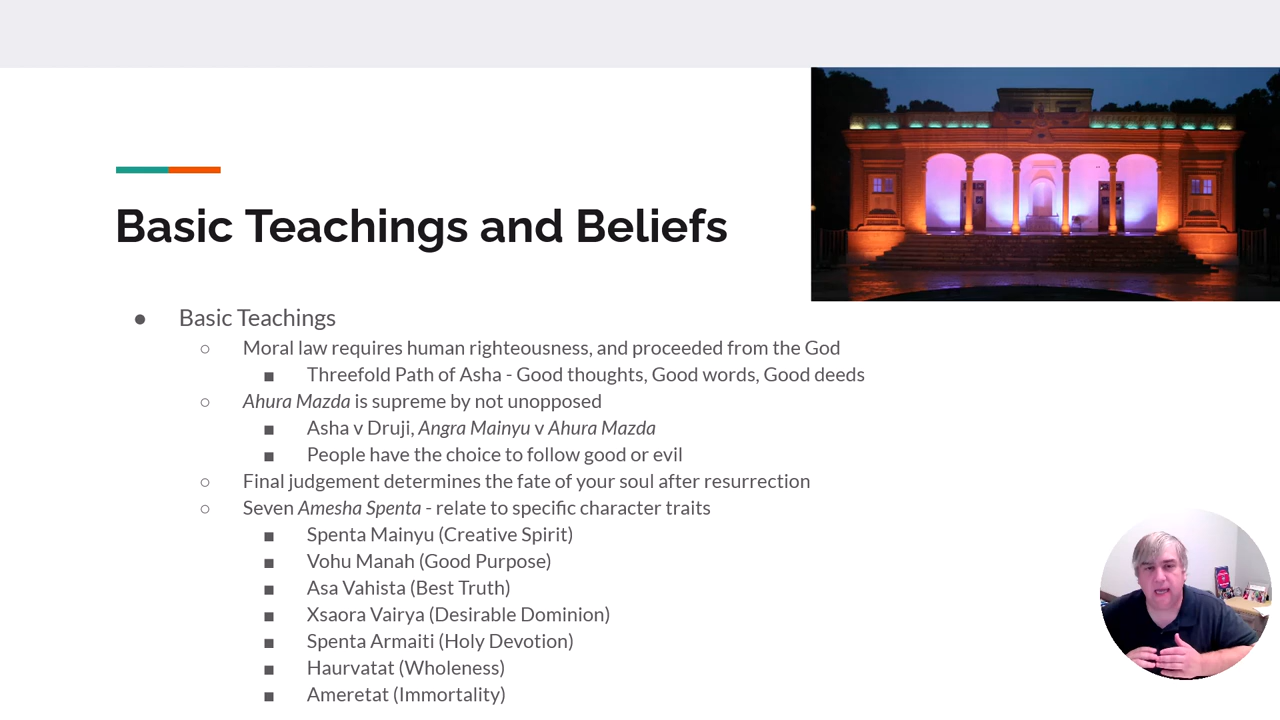 Basic Teachings and Beliefs
● Basic Teachings
○ Moral law requires human righteousness, and proceeded from the God
■ Threefold Path of Asha - Good thoughts, Good words, Good deeds
○ Ahura Mazda is supreme by not unopposed
■ Asha v Druji, Angra Mainyu v Ahura Mazda
■ People have the choice to follow good or evil
○ Final judgement determines the fate of your soul after resurrection
○ Seven Amesha Spenta - relate to specific character traits
■ Spenta Mainyu (Creative Spirit)
■ Vohu Manah (Good Purpose)
■ Asa Vahista (Best Truth)
■ Xsaora Vairya (Desirable Dominion)
■ Spenta Armaiti (Holy Devotion)
■ Haurvatat (Wholeness)
■ Ameretat (Immortality)